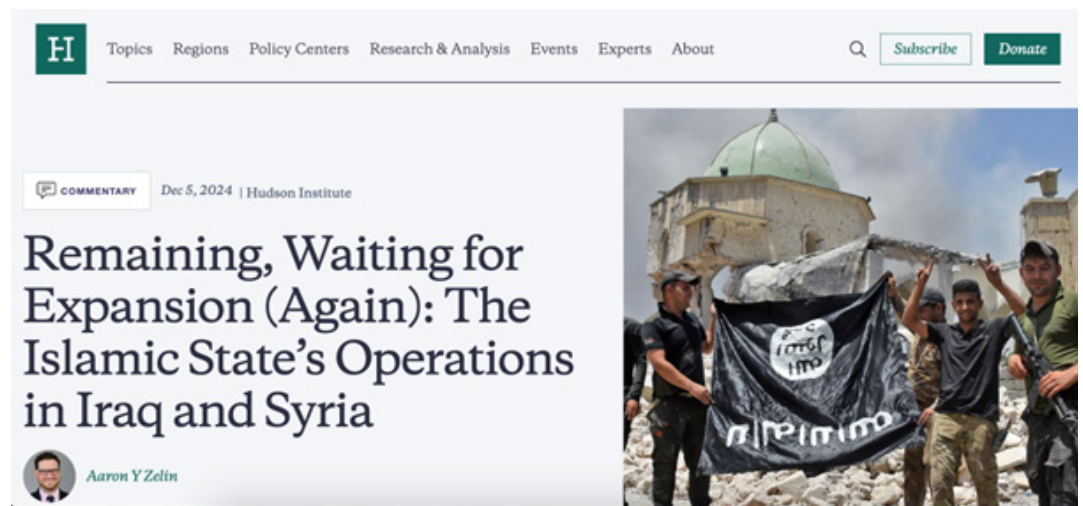 H Topics Regions Policy Centers Research & Analysis Events Experts About Subscribe Donate
COMMENTARY Dec 5, 2024 | Hudson Institute
Remaining, Waiting for
Expansion (Again): The
Islamic State's Operations
in Iraq and Syria
Aaron Y Zelin